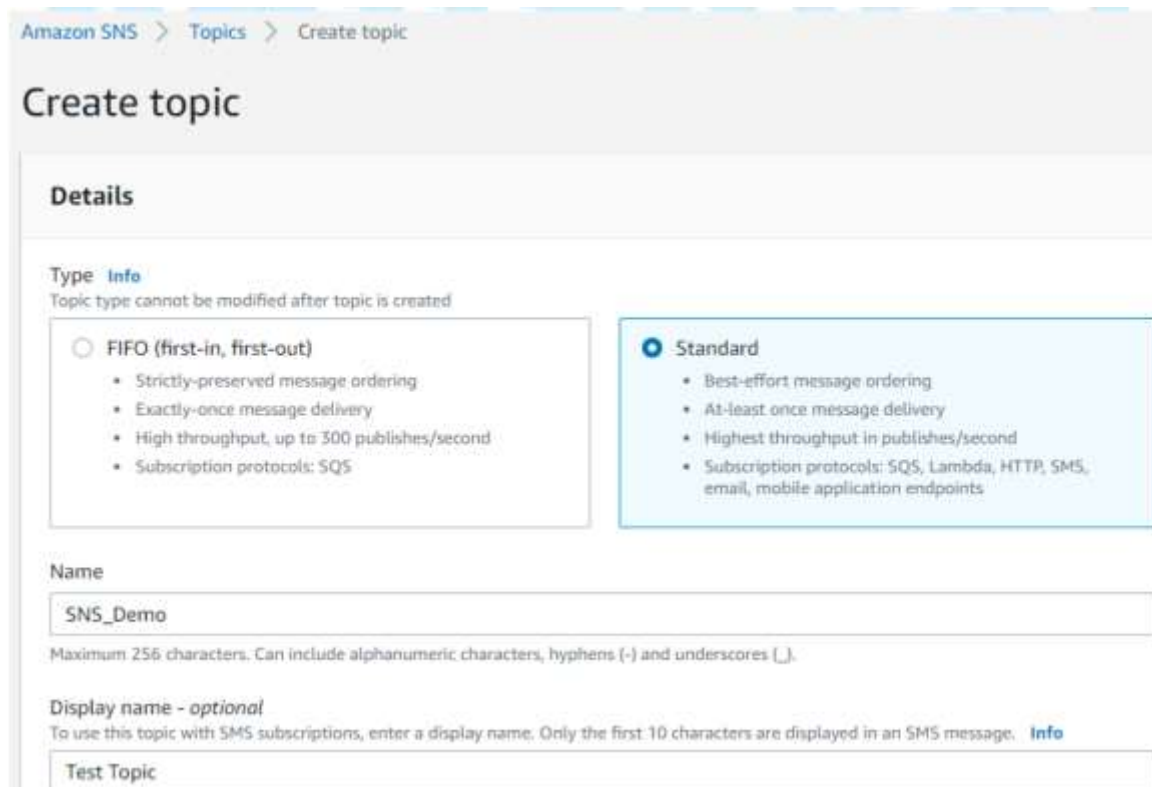 Amazon SNS > Topics > Create topic
Create topic
Details
Type Info
Topic type cannot be modified after topic is created
FIFO (first-in, first-out)
• Strictly-preserved message ordering
• Exactly-once message delivery
• High throughput, up to 300 publishes/second
• Subscription protocols: SQS
Standard
• Best-effort message ordering
• At-least once message delivery
• Highest throughput in publishes/second
• Subscription protocols: SQS, Lambda, HTTP, SMS,
email, mobile application endpoints
Name
SNS_Demo
Maximum 256 characters. Can include alphanumeric characters, hyphens (-) and underscores (_).
Display name - optional
To use this topic with SMS subscriptions, enter a display name. Only the first 10 characters are displayed in an SMS message. Info
Test Topic